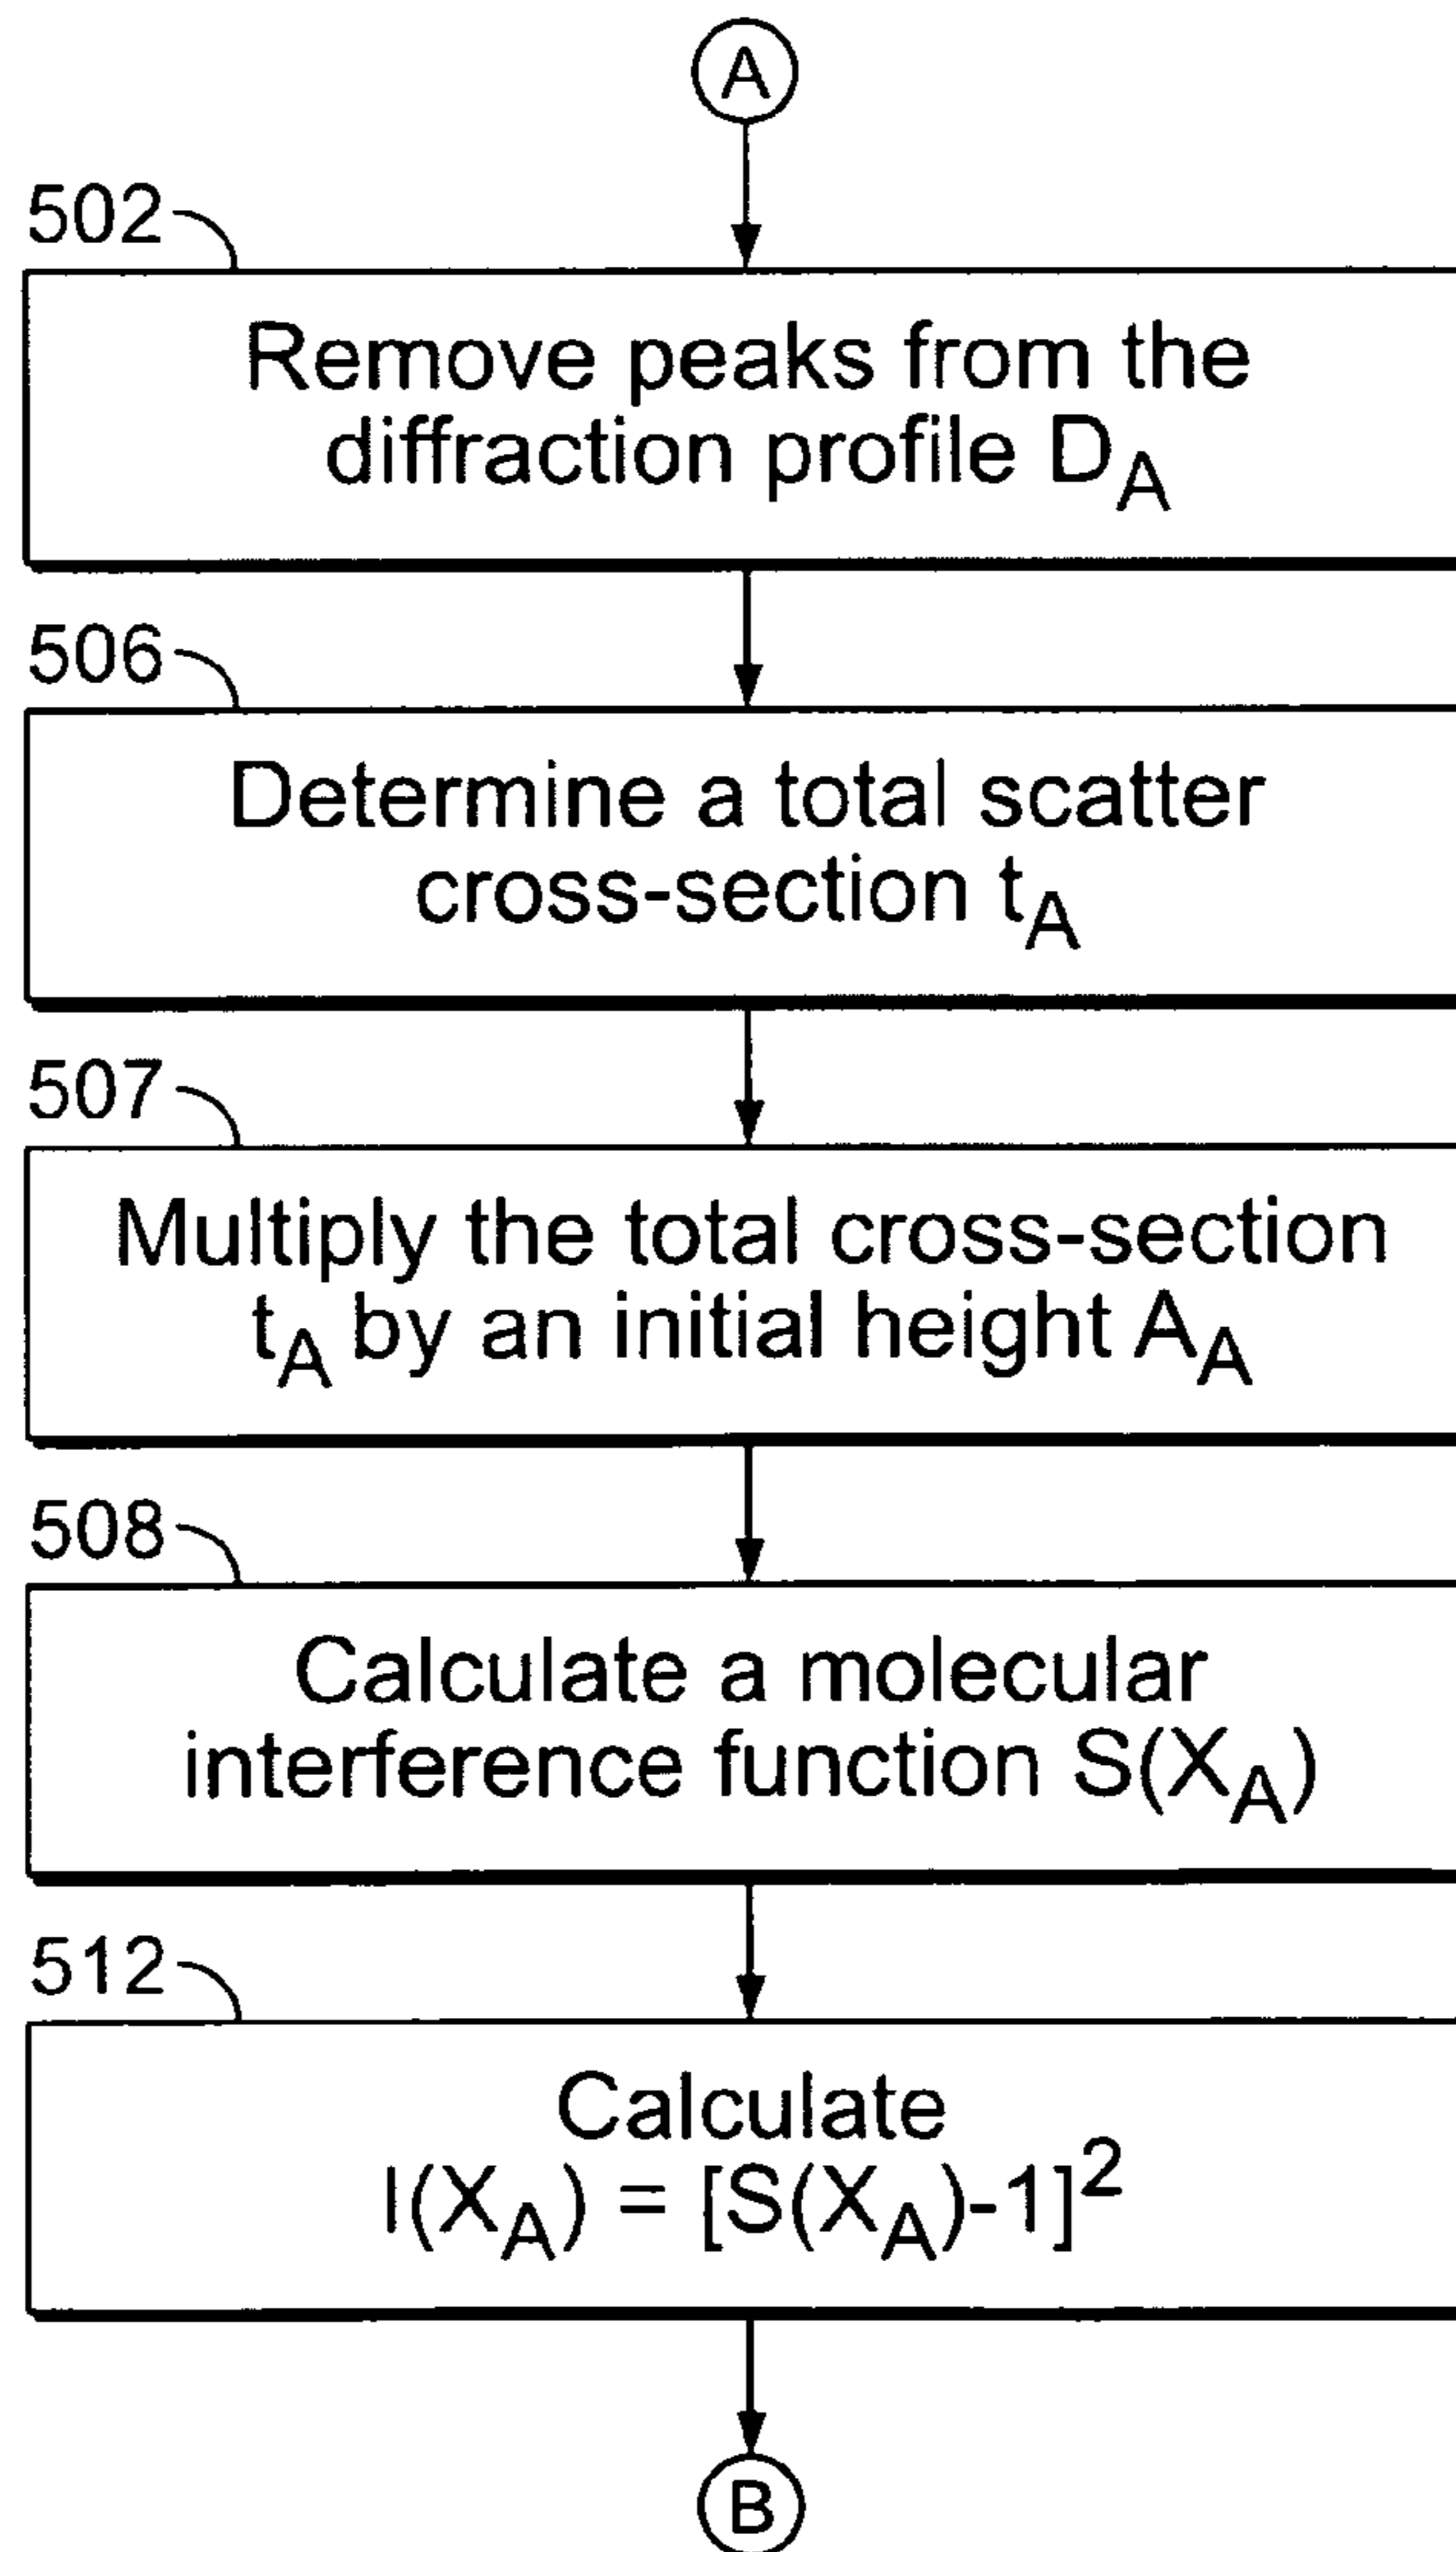 A
502
Remove peaks from the
diffraction profile D_A
506
Determine a total scatter
cross-section t_A
507
Multiply the total cross-section
t_A by an initial height A_A
508
Calculate a molecular
interference function S(X_A)
512
Calculate
I(X_A) = [S(X_A)-1]^2
B